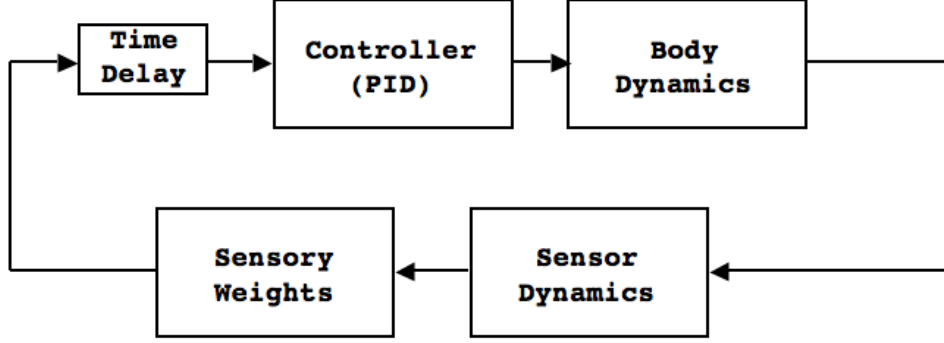 Time
Delay
Controller
(PID)
Body
Dynamics
Sensory
Weights
Sensor
Dynamics